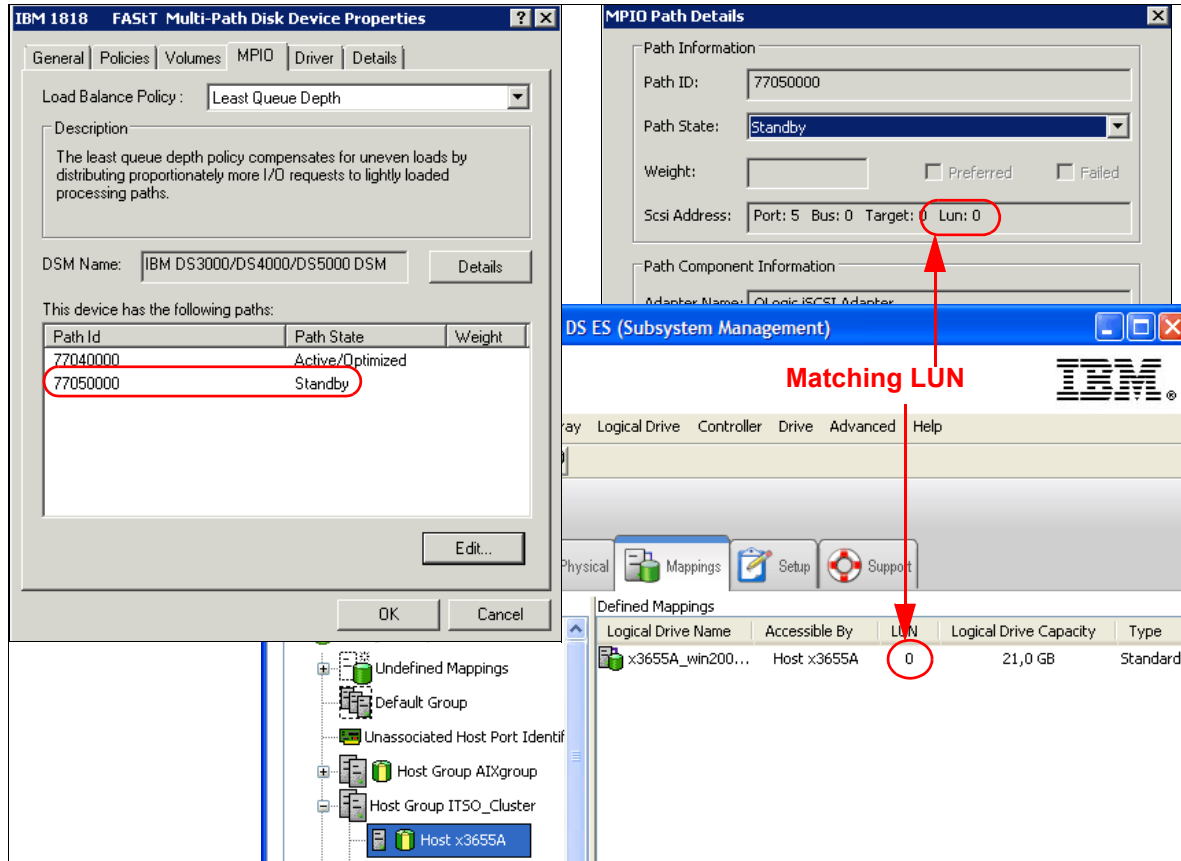 IBM 1818 FAStT Multi-Path Disk Device Properties
General Policies Volumes MPIO Driver Details
Load Balance Policy : Least Queue Depth
Description
The least queue depth policy compensates for uneven loads by
distributing proportionately more I/O requests to lightly loaded
processing paths.
DSM Name: IBM DS3000/DS4000/DS5000 DSM Details
This device has the following paths:
Path Id Path State Weight
77040000 Active/Optimized
77050000 Standby
Edit...
OK Cancel
MPIO Path Details
Path Information
Path ID: 77050000
Path State: Standby
Weight: Preferred Failed
Scsi Address: Port: 5 Bus: 0 Target: 0 Lun: 0
Path Component Information
Adapter Name: QLogic iSCSI Adapter
DS ES (Subsystem Management)
Matching LUN
IBM®
ray Logical Drive Controller Drive Advanced Help
Physical Mappings Setup Support
Undefined Mappings
Default Group
Unassociated Host Port Identif
Host Group AIXgroup
Host Group ITSO_Cluster
Host x3655A
Defined Mappings
Logical Drive Name Accessible By LUN Logical Drive Capacity Type
x3655A_win200... Host x3655A 0 21,0 GB Standard